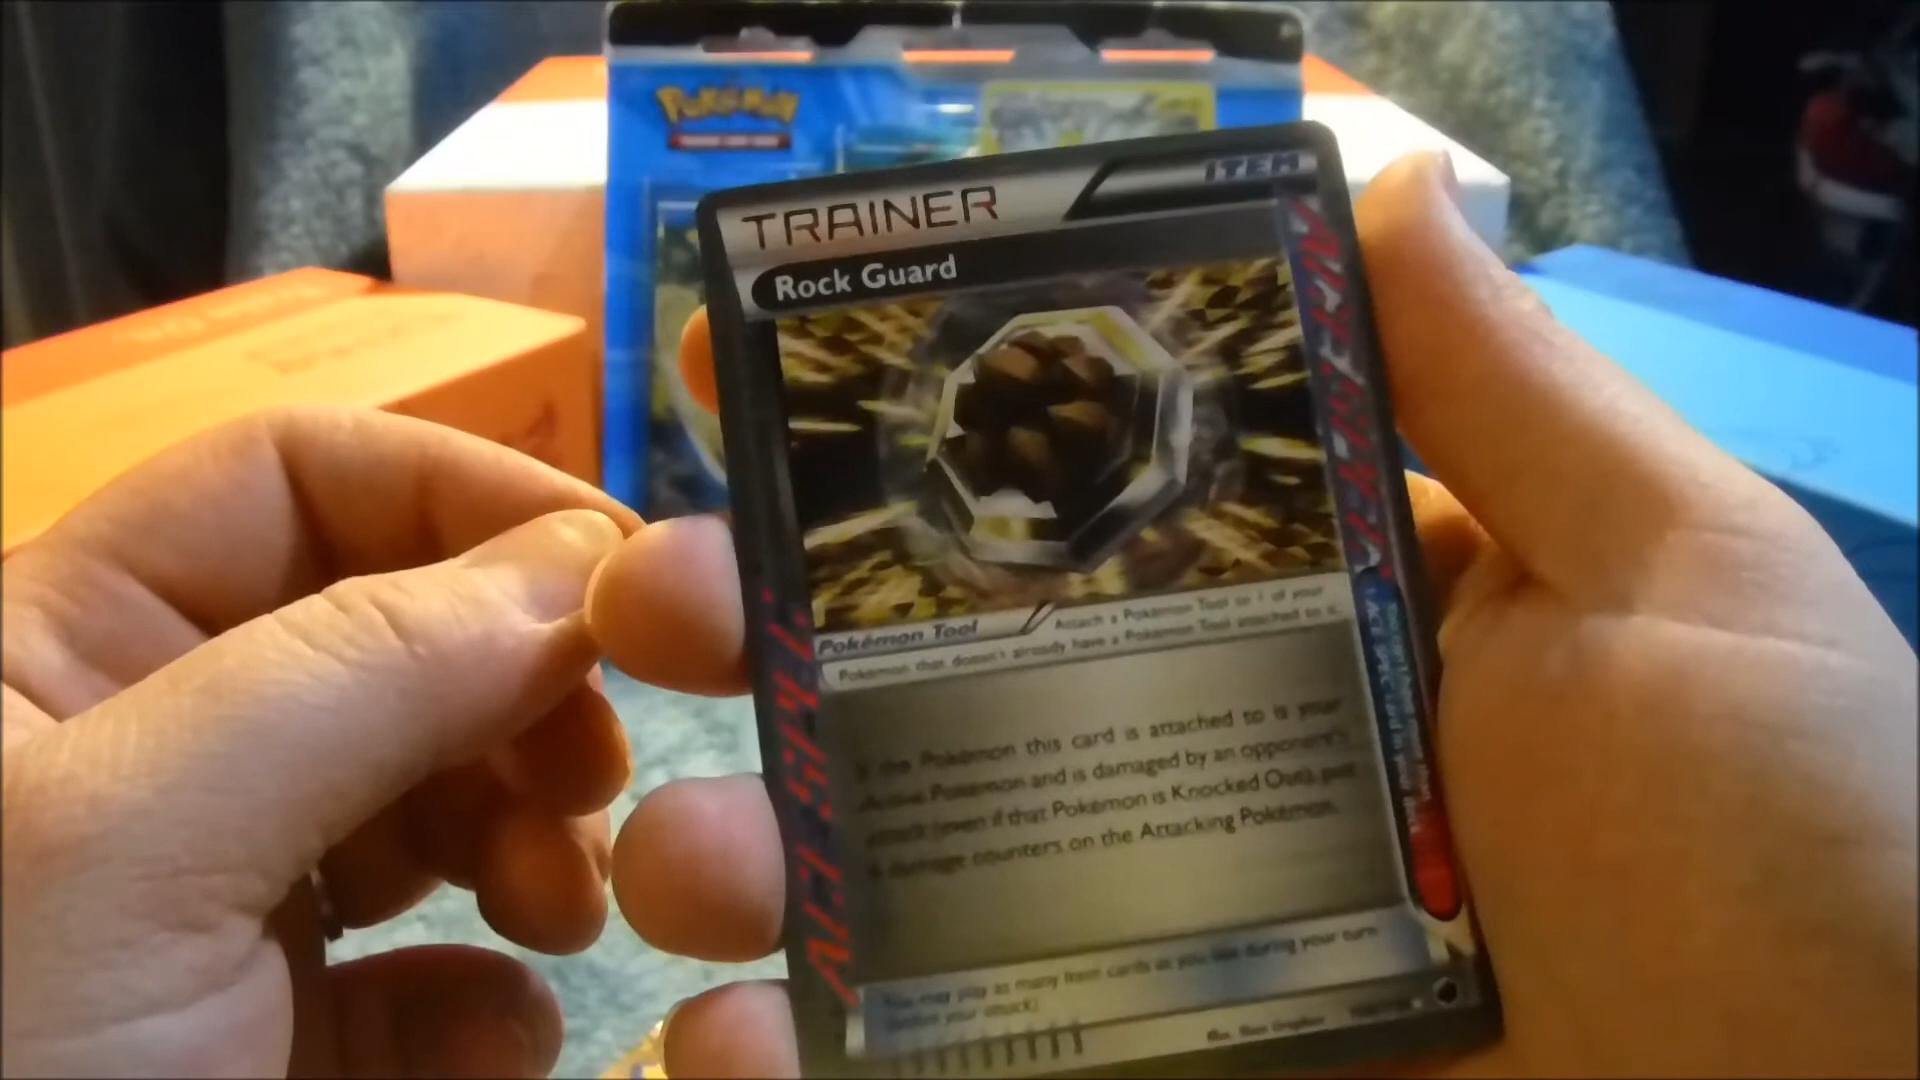 Pokémon
ITEM
TRAINER
Rock Guard
Pokémon Tool
Attach a Pokémon Tool to 1 of your
Pokémon that doesn't already have a Pokémon Tool attached to it.
If the Pokémon this card is attached to is your
Active Pokémon and is damaged by an opponent's
attack (even if that Pokémon is Knocked Out), put
6 damage counters on the Attacking Pokémon.
ACE SPEC
You may play as many Item cards as you like during your turn
(before your attack).